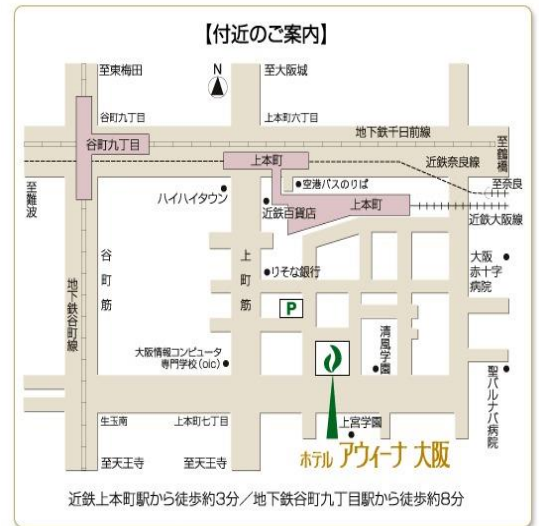 【付近のご案内】
至東梅田
N
至大阪城
谷町九丁目
上本町六丁目
地下鉄千日前線
谷町九丁目
上本町
近鉄奈良線
至鶴橋
至難波
ハイハイタウン
空港バスのりば
近鉄百貨店
上本町
至奈良
近鉄大阪線
地下鉄谷町線
谷町筋
上町筋
りそな銀行
大阪
赤十字
病院
P
大阪情報コンピュータ
専門学校(oic)
清風学園
聖バルナバ病院
生玉南
上本町七丁目
上宮学園
至天王寺
至天王寺
ホテル アウィーナ 大阪
近鉄上本町駅から徒歩約3分／地下鉄谷町九丁目駅から徒歩約8分